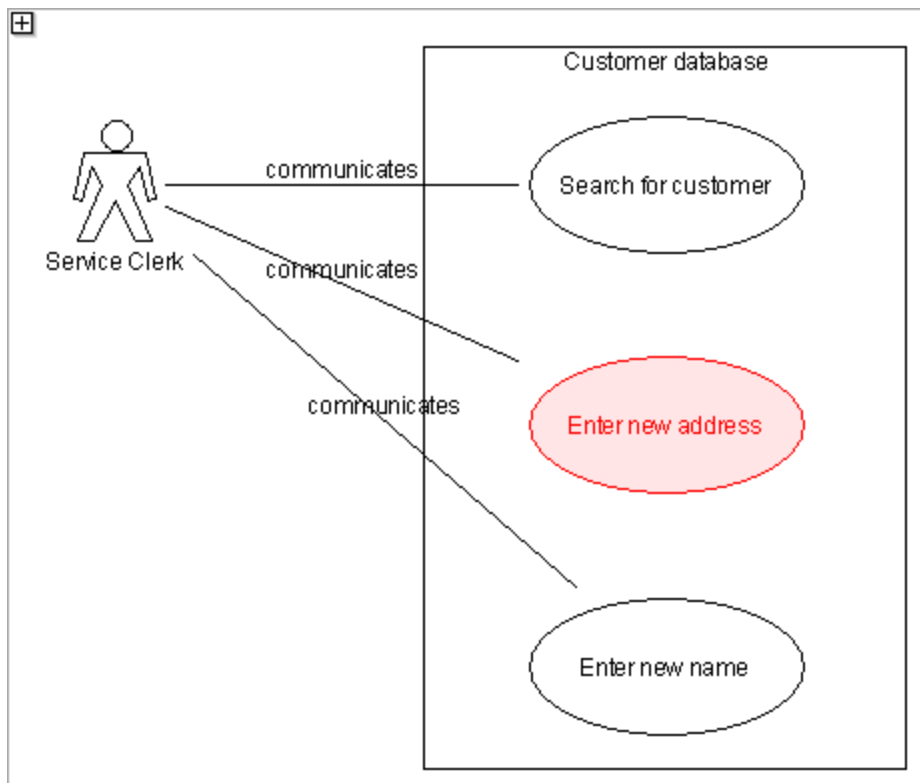 Customer database
communicates
Search for customer
Service Clerk
communicates
communicates
Enter new address
Enter new name